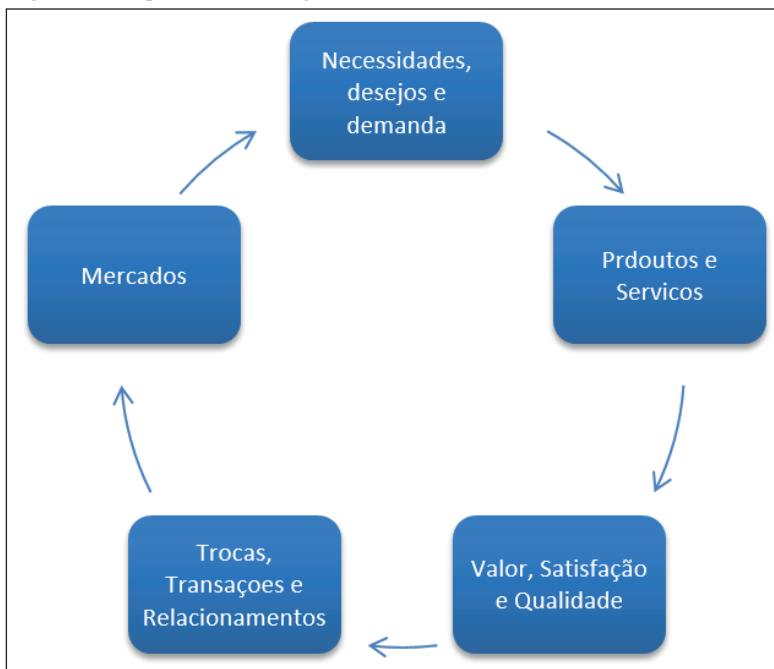 Necessidades,
desejos e
demanda
Prdoutos e
Servicos
Valor, Satisfação
e Qualidade
Trocas,
Transaçoes e
Relacionamentos
Mercados